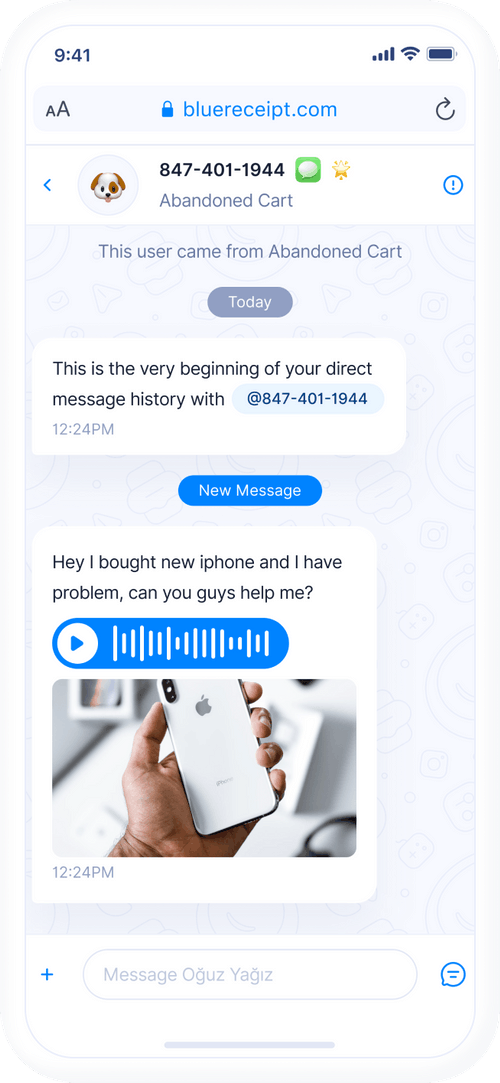 9:41
AA bluereceipt.com
847-401-1944
Abandoned Cart
This user came from Abandoned Cart
Today
This is the very beginning of your direct
message history with @847-401-1944
12:24PM
New Message
Hey I bought new iphone and I have
problem, can you guys help me?
iPhone
12:24PM
+ Message Oğuz Yağız